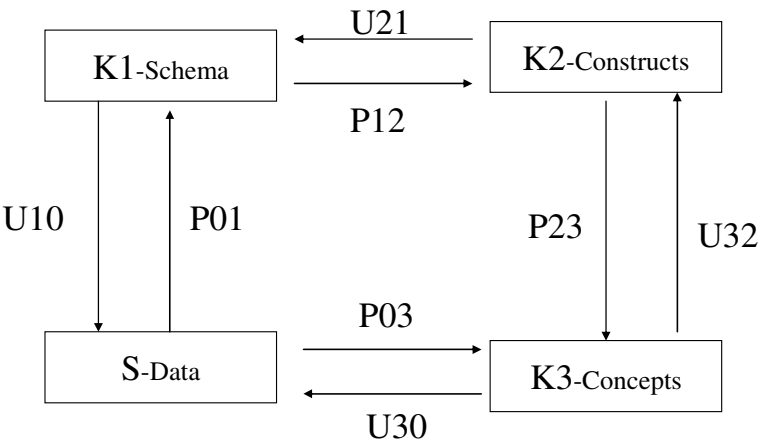 U21
K1-Schema
K2-Constructs
P12
U10
P01
P23
U32
P03
S-Data
K3-Concepts
U30